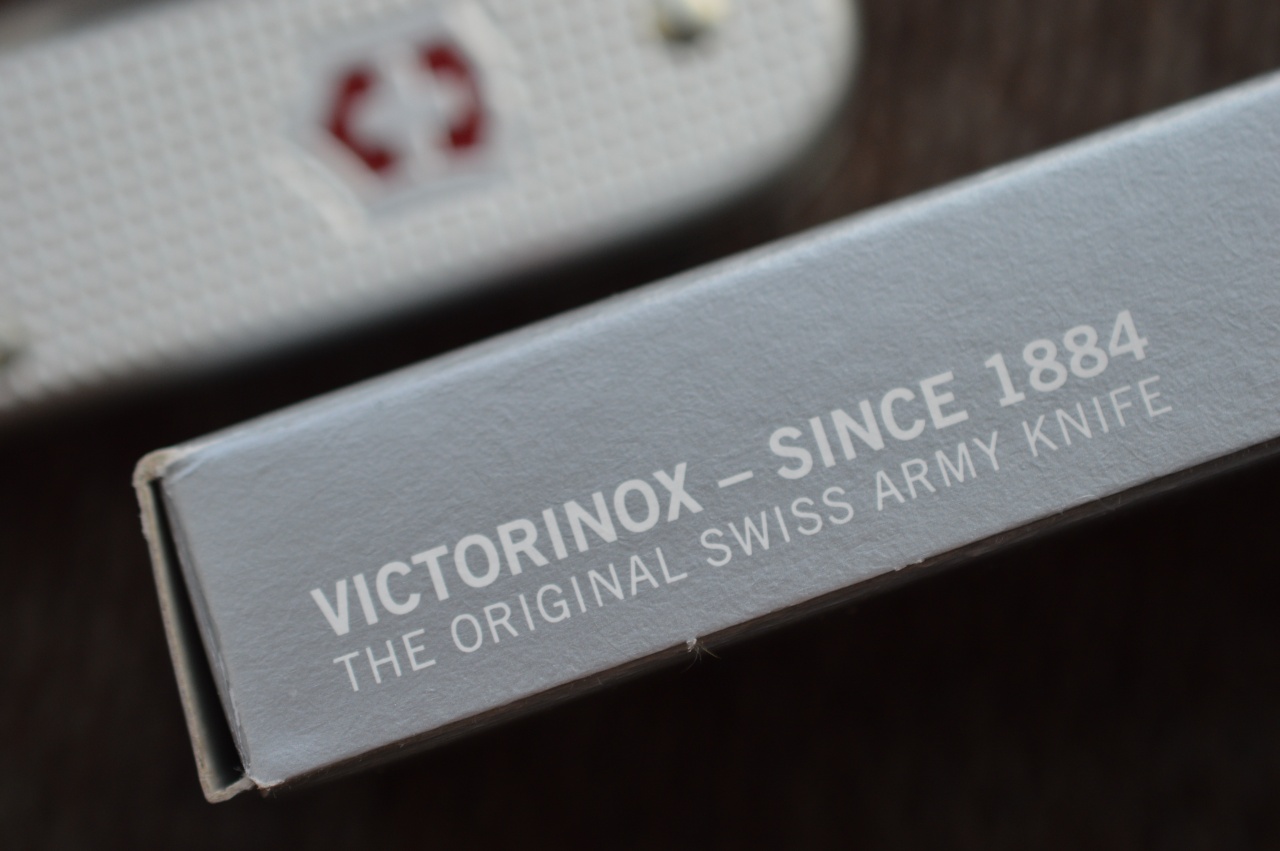 VICTORINOX – SINCE 1884
THE ORIGINAL SWISS ARMY KNIFE